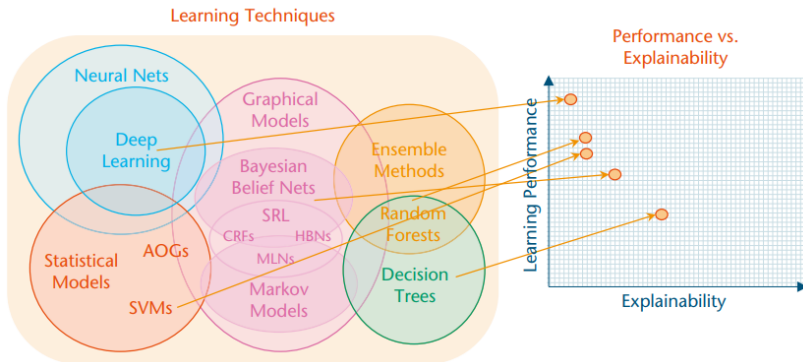 Learning Techniques
Neural Nets
Deep
Learning
Graphical
Models
Bayesian
Belief Nets
SRL
CRFs
HBNs
MLNs
Markov
Models
Ensemble
Methods
Random
Forests
Decision
Trees
Statistical
Models
AOGs
SVMs
Performance vs.
Explainability
Learning Performance
Explainability